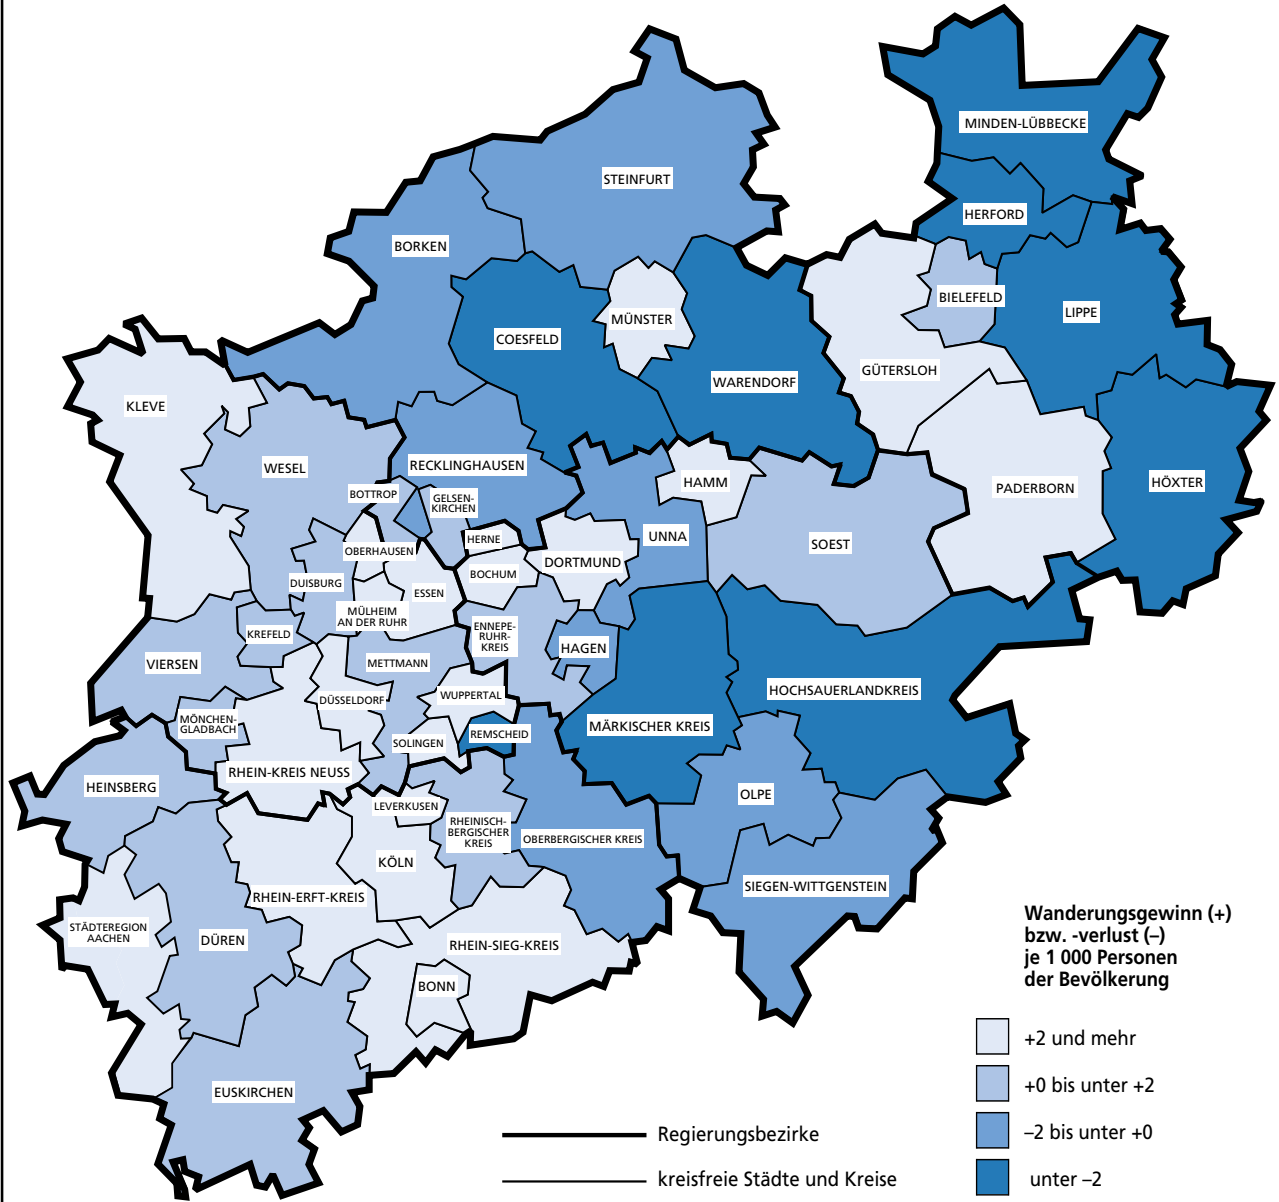 MINDEN-LÜBBECKE
STEINFURT
HERFORD
BORKEN
BIELEFELD
LIPPE
MÜNSTER
COESFELD
GÜTERSLOH
WARENDORF
KLEVE
WESEL
RECKLINGHAUSEN
HAMM
HÖXTER
PADERBORN
BOTTROP
GELSEN-
KIRCHEN
UNNA
HERNE
SOEST
OBERHAUSEN
DORTMUND
BOCHUM
DUISBURG
ESSEN
MÜLHEIM
AN DER RUHR
KREFELD
ENNEPE-
RUHR-
KREIS
HAGEN
VIERSEN
METTMANN
HOCHSAUERLANDKREIS
WUPPERTAL
DÜSSELDORF
MÖNCHEN-
GLADBACH
MÄRKISCHER KREIS
REMSCHEID
SOLINGEN
RHEIN-KREIS NEUSS
HEINSBERG
OLPE
LEVERKUSEN
RHEINISCH-
BERGISCHER
KREIS
OBERBERGISCHER KREIS
KÖLN
SIEGEN-WITTGENSTEIN
RHEIN-ERFT-KREIS
STÄDTEREGION
AACHEN
DÜREN
RHEIN-SIEG-KREIS
BONN
EUSKIRCHEN
Wanderungsgewinn (+)
bzw. -verlust (–)
je 1 000 Personen
der Bevölkerung
+2 und mehr
+0 bis unter +2
–2 bis unter +0
unter –2
Regierungsbezirke
kreisfreie Städte und Kreise